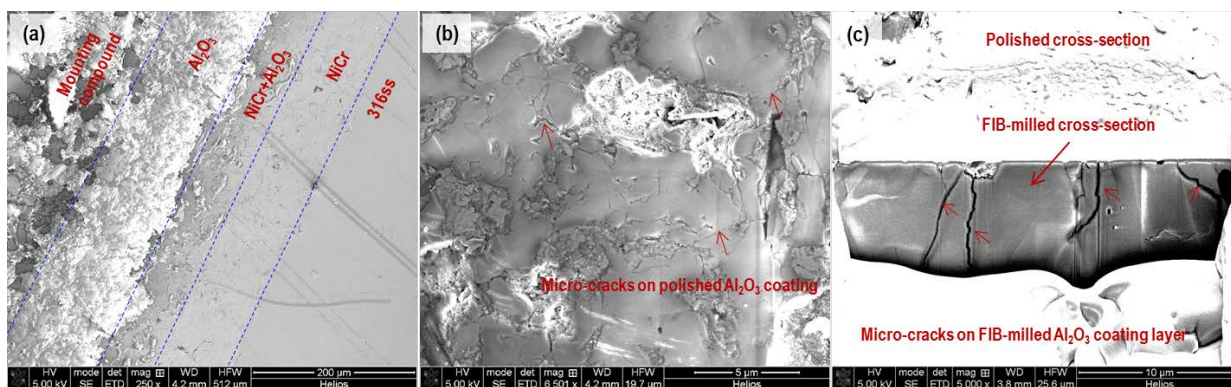 (a)
Mounting
compound
Al₂O₃
NiCr+Al₂O₃
NiCr
316ss
HV mode det mag ⊞ WD HFW 200 µm
5.00 kV SE ETD 250 x 4.2 mm 512 µm Helios
(b)
Micro-cracks on polished Al₂O₃ coating
HV mode det mag ⊞ WD HFW 5 µm
5.00 kV SE ETD 6 501 x 4.2 mm 19.7 µm Helios
(c)
Polished cross-section
FIB-milled cross-section
Micro-cracks on FIB-milled Al₂O₃ coating layer
HV mode det mag ⊞ WD HFW 10 µm
5.00 kV SE ETD 5 000 x 3.8 mm 25.6 µm Helios